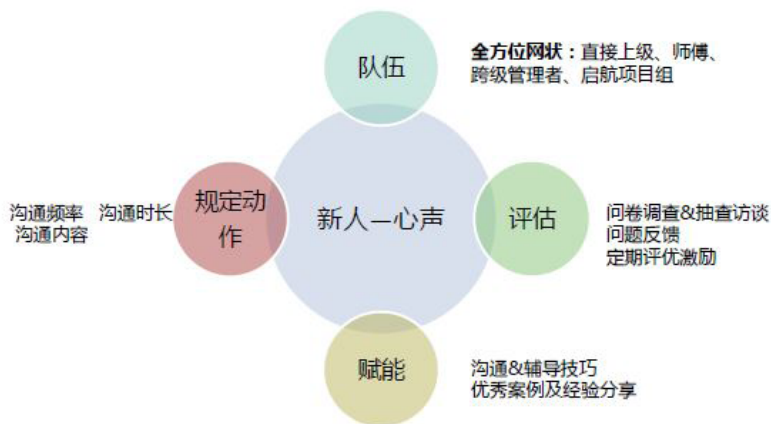 队伍
全方位网状：直接上级、师傅、
跨级管理者、启航项目组
沟通频率 沟通时长
沟通内容
规定动
作
新人—心声
评估
问卷调查&抽查访谈
问题反馈
定期评优激励
赋能
沟通&辅导技巧
优秀案例及经验分享